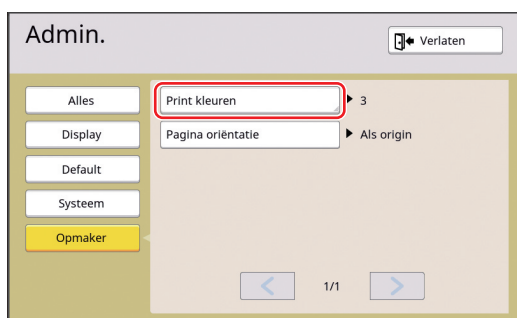 Admin.
Verlaten
Alles
Print kleuren
3
Display
Pagina oriëntatie
Als origin
Default
Systeem
Opmaker
1/1